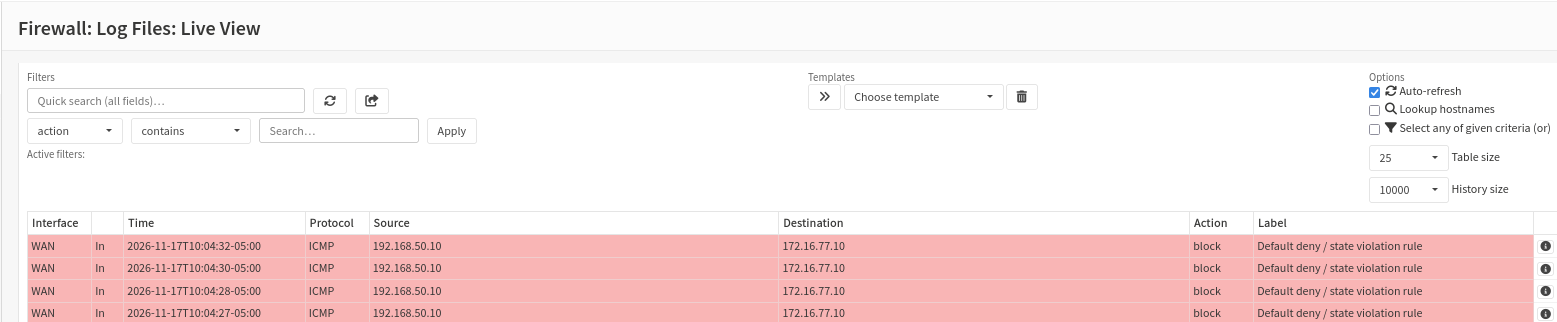 Firewall: Log Files: Live View
Filters
Templates
Options
Quick search (all fields)…
Choose template
Auto-refresh
Lookup hostnames
action contains Search… Apply
Select any of given criteria (or)
Active filters:
25 Table size
10000 History size
Interface Time Protocol Source Destination Action Label
WAN In 2026-11-17T10:04:32-05:00 ICMP 192.168.50.10 172.16.77.10 block Default deny / state violation rule
WAN In 2026-11-17T10:04:30-05:00 ICMP 192.168.50.10 172.16.77.10 block Default deny / state violation rule
WAN In 2026-11-17T10:04:28-05:00 ICMP 192.168.50.10 172.16.77.10 block Default deny / state violation rule
WAN In 2026-11-17T10:04:27-05:00 ICMP 192.168.50.10 172.16.77.10 block Default deny / state violation rule